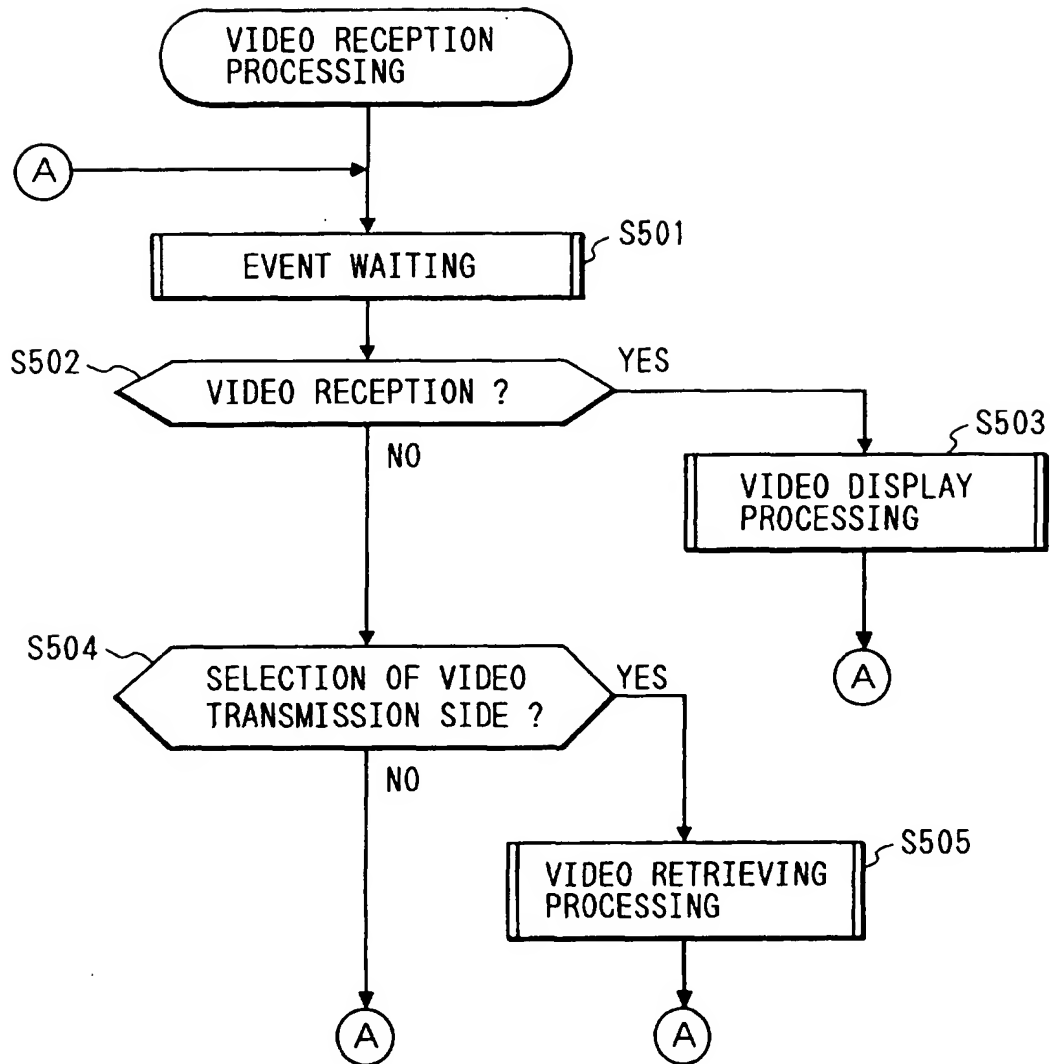 VIDEO RECEPTION
PROCESSING
A
S501
EVENT WAITING
S502
YES
VIDEO RECEPTION ?
S503
NO
VIDEO DISPLAY
PROCESSING
S504
SELECTION OF VIDEO
TRANSMISSION SIDE ?
YES
A
NO
S505
VIDEO RETRIEVING
PROCESSING
A
A